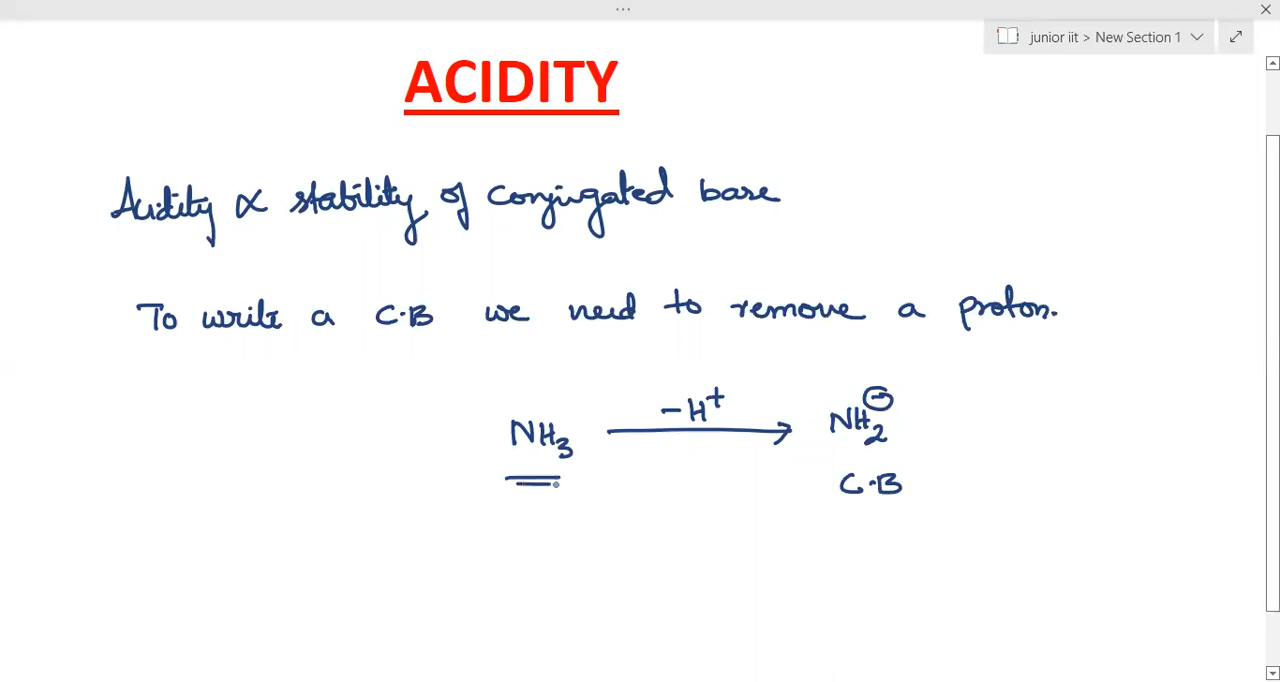 junior iit > New Section 1
ACIDITY
Acidity ∝ stability of conjugated base
To write a C.B we need to remove a proton.
NH₃ —−H⁺→ NH₂⊖
C.B